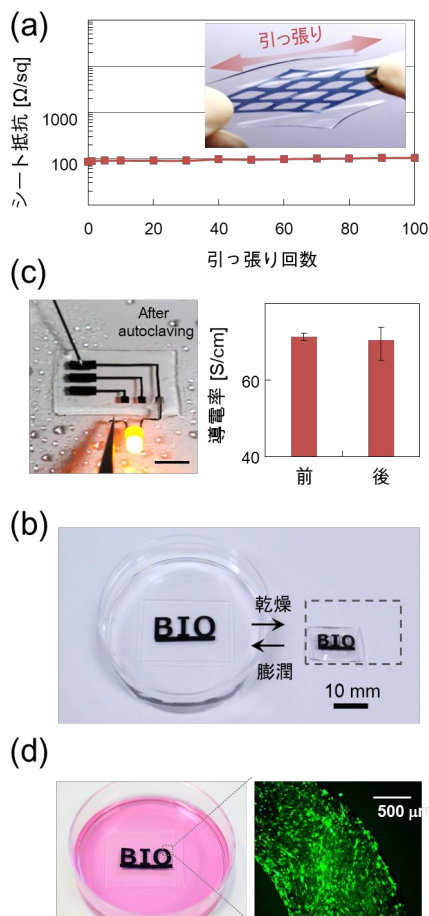 (a)
シート抵抗 [Ω/sq]
引っ張り
1000
100
0
20
40
60
80
100
引っ張り回数
(c)
After
autoclaving
導電率 [S/cm]
60
40
前
後
(b)
BIO
乾燥
膨潤
BIO
10 mm
(d)
BIO
500 μm